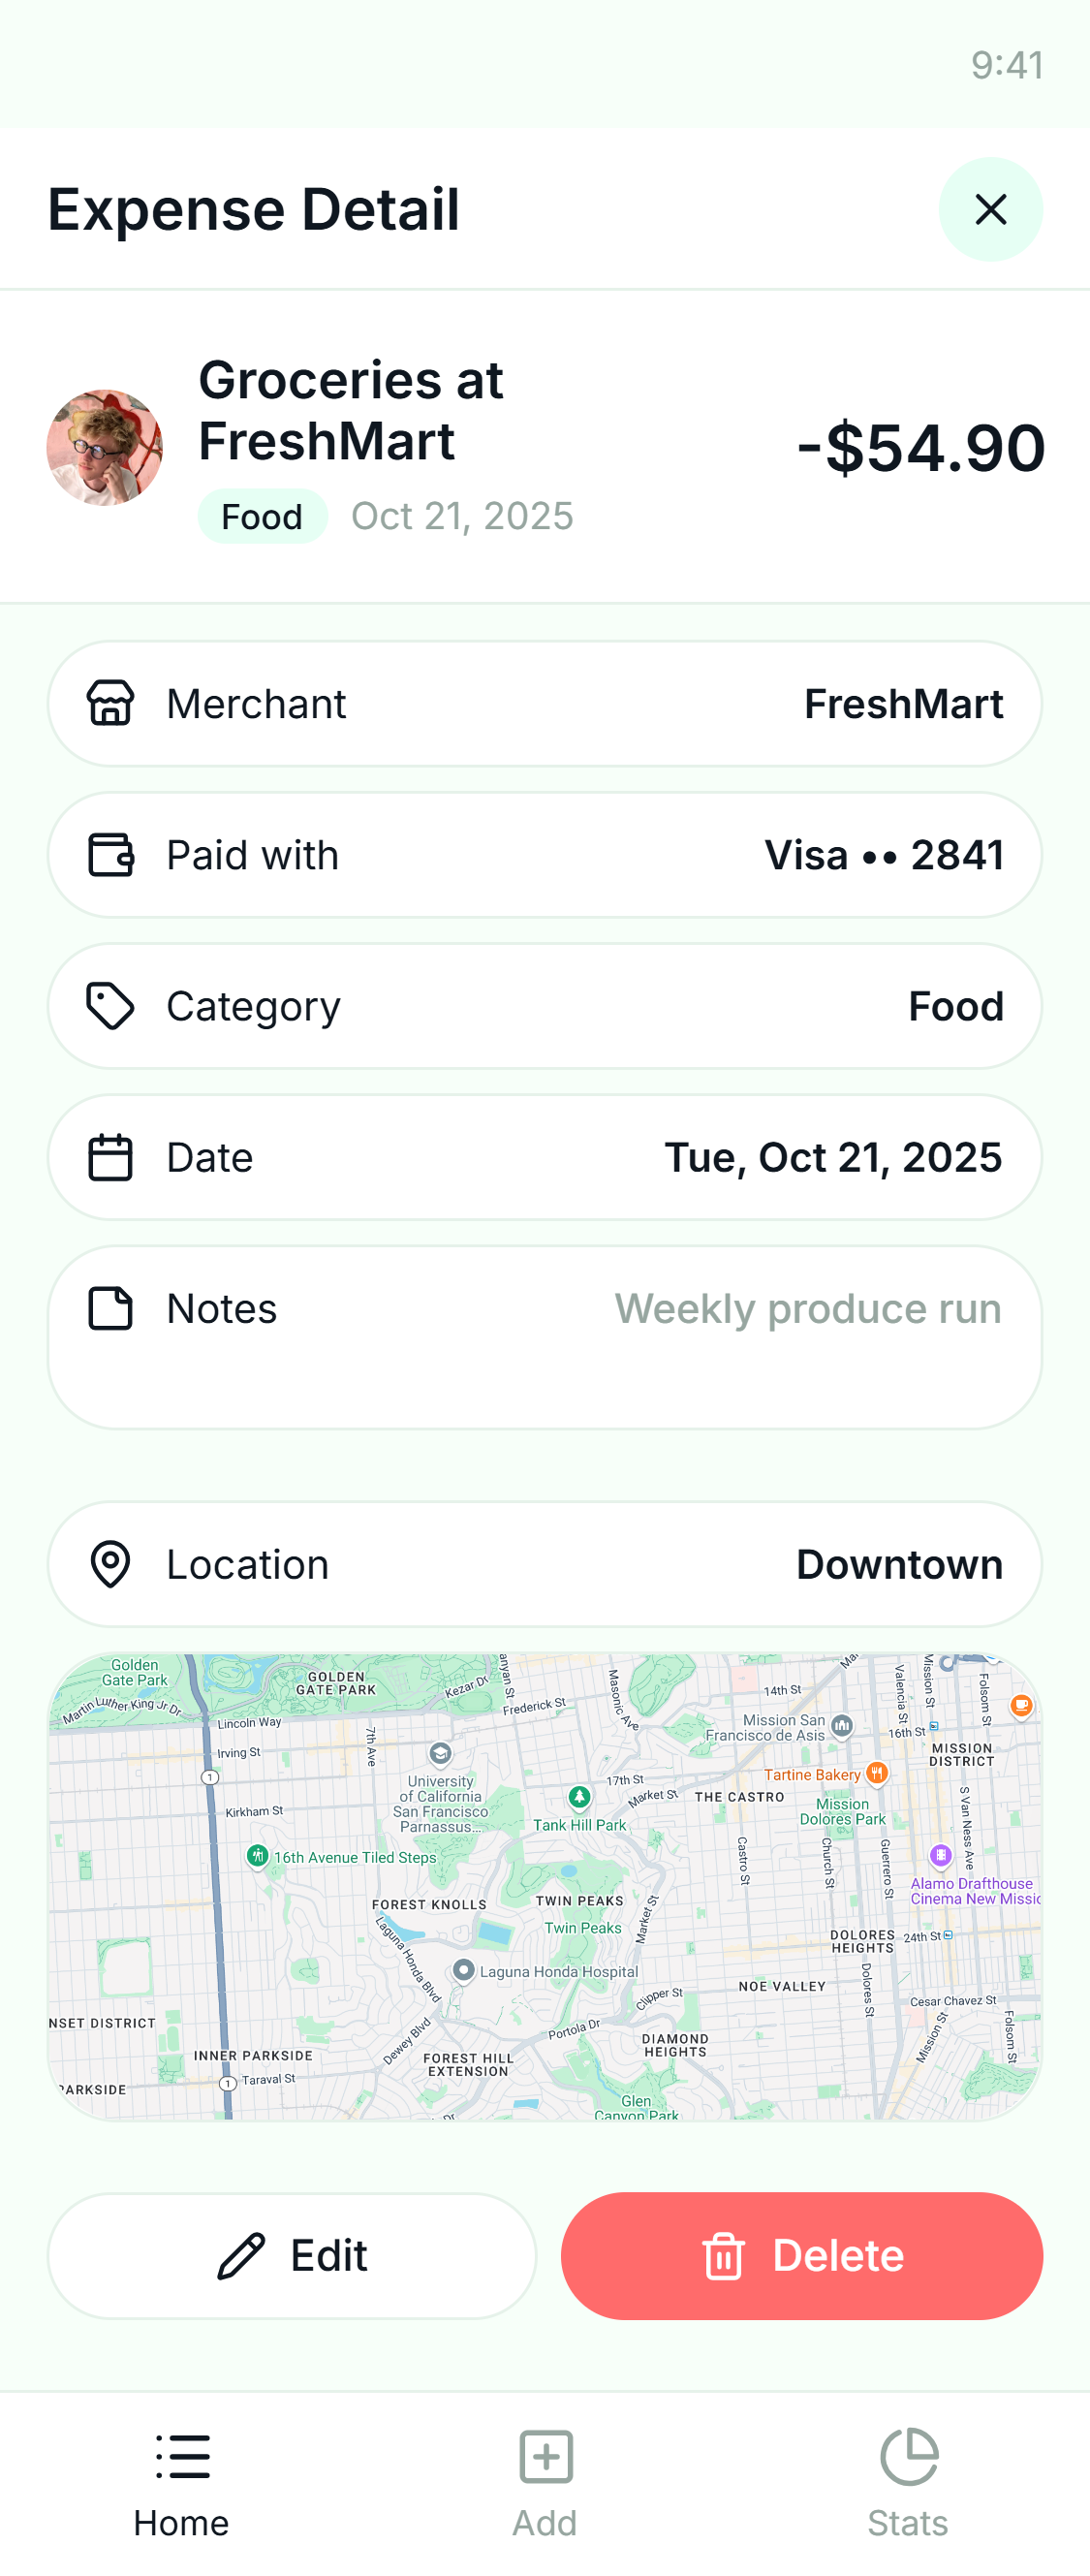 9:41
Expense Detail
Groceries at
FreshMart
-$54.90
Food
Oct 21, 2025
Merchant
FreshMart
Paid with
Visa •• 2841
Category
Food
Date
Tue, Oct 21, 2025
Notes
Weekly produce run
Location
Downtown
Golden
Gate Park
GOLDEN
GATE PARK
Martin Luther King Jr Dr
Kezar Dr
Frederick St
Masonic Ave
14th St
Valencia St
Mission St
Folsom St
Lincoln Way
7th Ave
Irving St
Mission San
Francisco de Asis
16th St
MISSION
DISTRICT
1
University
of California
San Francisco
Parnassus...
Tartine Bakery
17th St
Market St
THE CASTRO
Mission
Dolores Park
S Van Ness Ave
Kirkham St
Tank Hill Park
16th Avenue Tiled Steps
Castro St
Church St
Guerrero St
Alamo Drafthouse
Cinema New Missio
FOREST KNOLLS
TWIN PEAKS
Twin Peaks
Market St
Laguna Honda Blvd
DOLORES
HEIGHTS
24th St
Laguna Honda Hospital
NOE VALLEY
Dolores St
Clipper St
Cesar Chavez St
NSET DISTRICT
Portola Dr
Dewey Blvd
Mission St
Folsom St
INNER PARKSIDE
FOREST HILL
EXTENSION
DIAMOND
HEIGHTS
1
Taraval St
PARKSIDE
Glen
Canyon Park
Edit
Delete
Home
Add
Stats